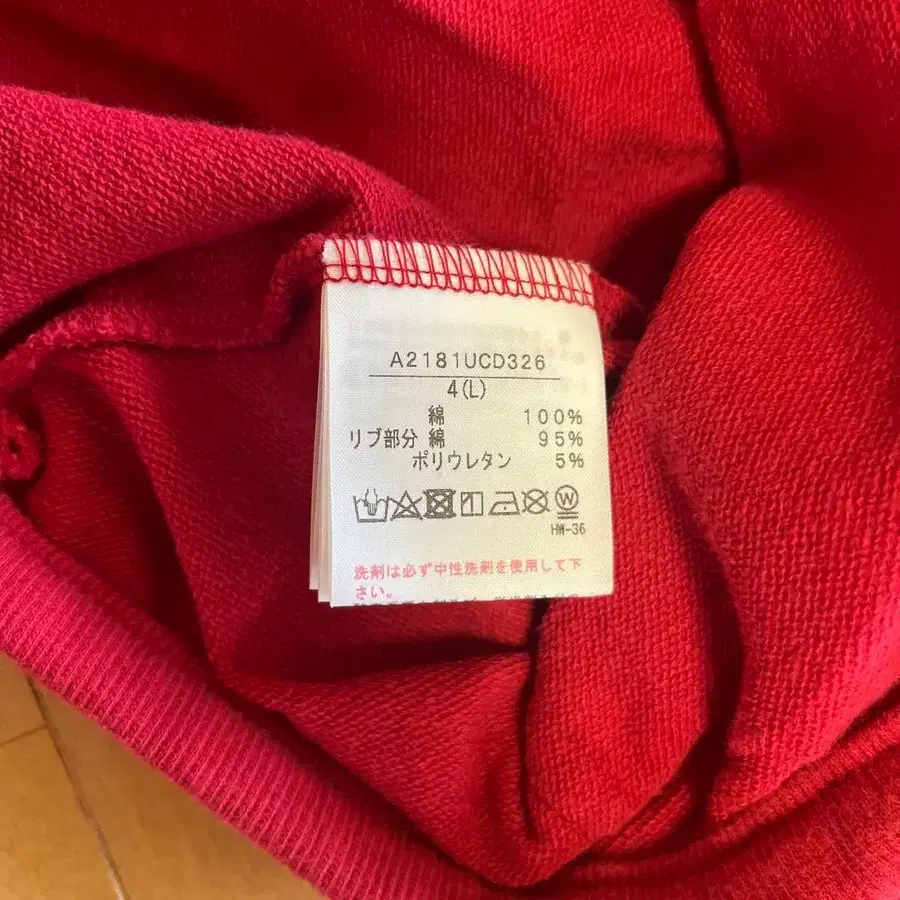 A2181UCD326
4(L)
綿 100%
リブ部分 綿 95%
ポリウレタン 5%
W
HW-36
洗剤は必ず中性洗剤を使用して下
さい。